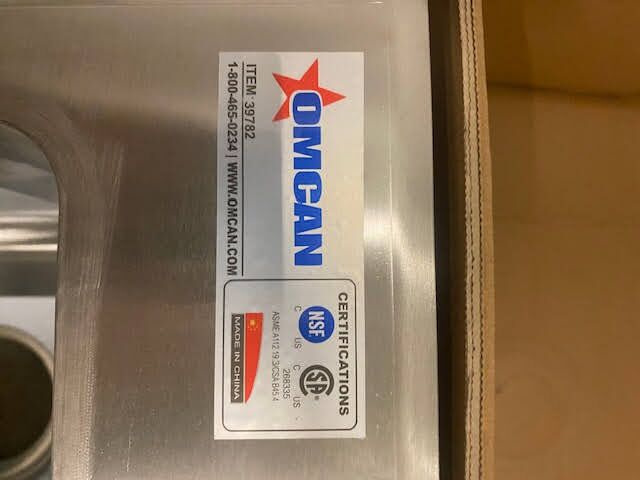 OMCAN
ITEM: 39782
1-800-465-0234 | WWW.OMCAN.COM
CERTIFICATIONS
NSF
C US
SP®
C US
268335
ASME A112.19.3/CSA B45.4
MADE IN CHINA